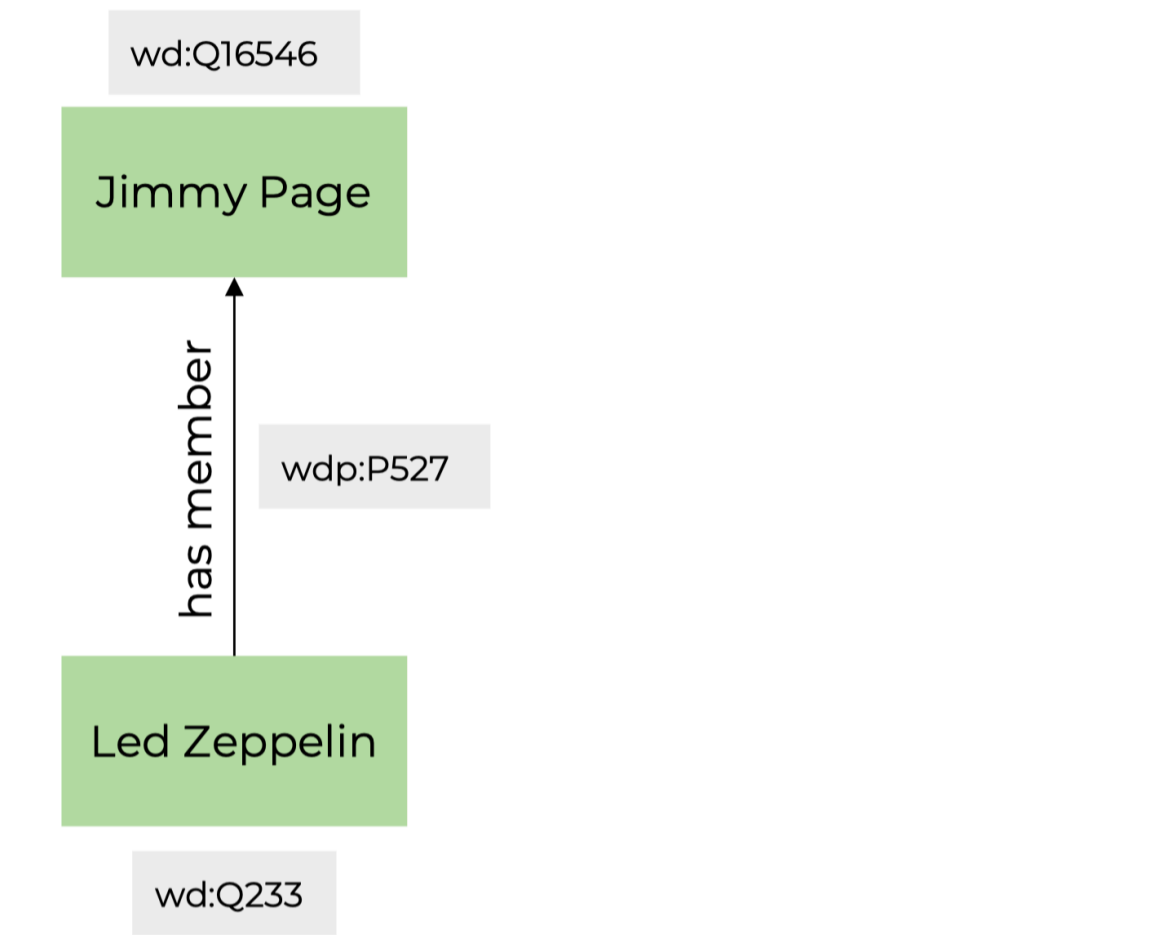 wd:Q16546
Jimmy Page
has member
wdp:P527
Led Zeppelin
wd:Q233